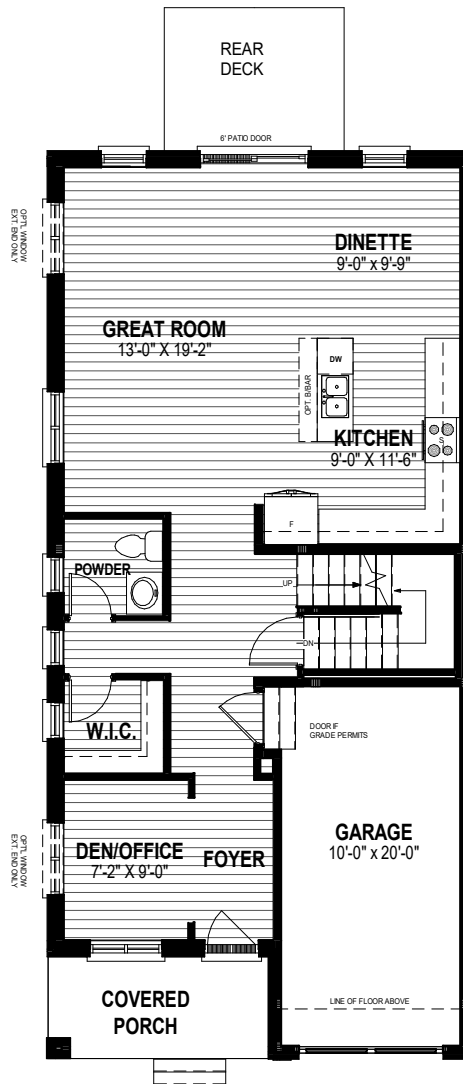 REAR
DECK
6' PATIO DOOR
OPT'L WINDOW
EXT. END ONLY
DINETTE
9'-0" x 9'-9"
GREAT ROOM
13'-0" X 19'-2"
DW
OPT. B/BAR
KITCHEN
9'-0" X 11'-6"
S
F
POWDER
UP
DN
W.I.C.
DOOR IF
GRADE PERMITS
OPT'L WINDOW
EXT. END ONLY
DEN/OFFICE
7'-2" X 9'-0"
FOYER
GARAGE
10'-0" x 20'-0"
COVERED
PORCH
LINE OF FLOOR ABOVE